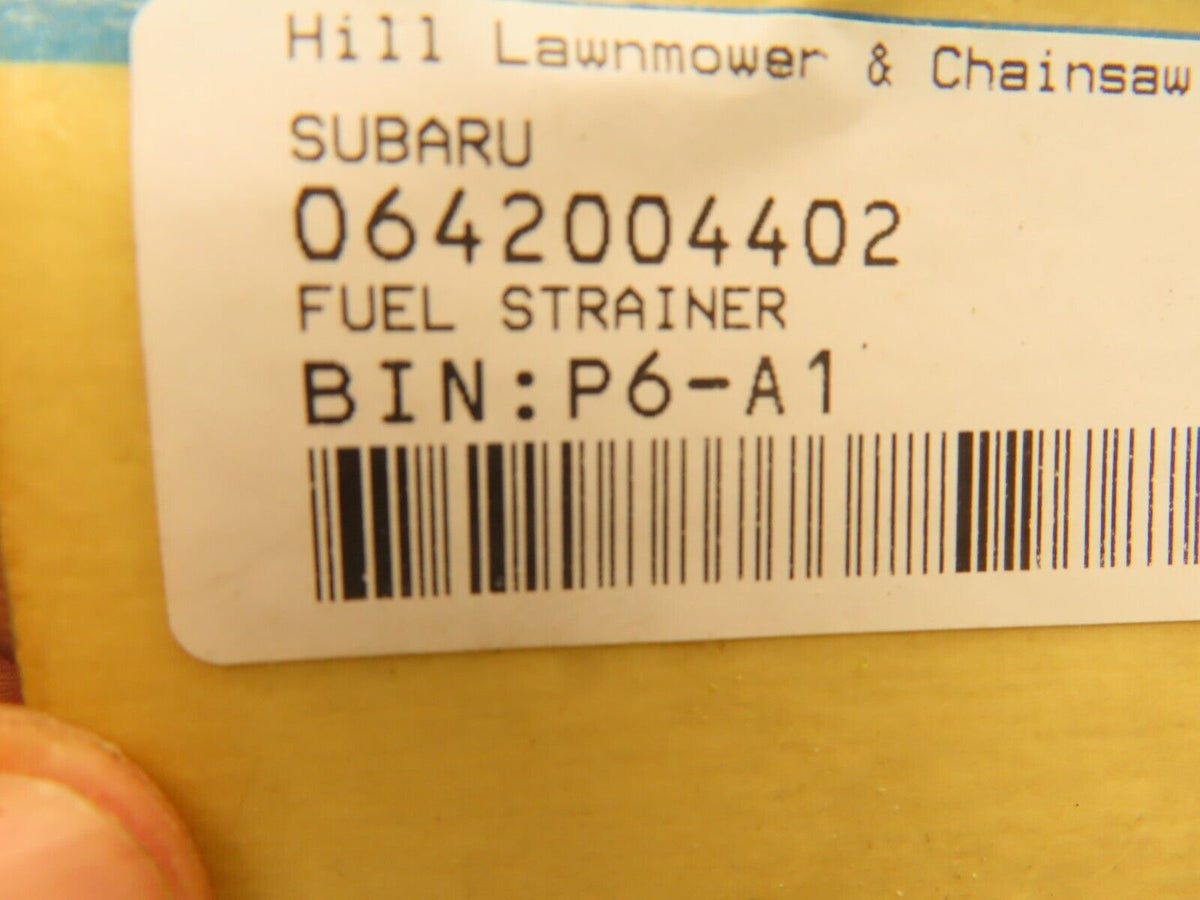 Hill Lawnmower & Chainsaw
SUBARU
0642004402
FUEL STRAINER
BIN:P6-A1